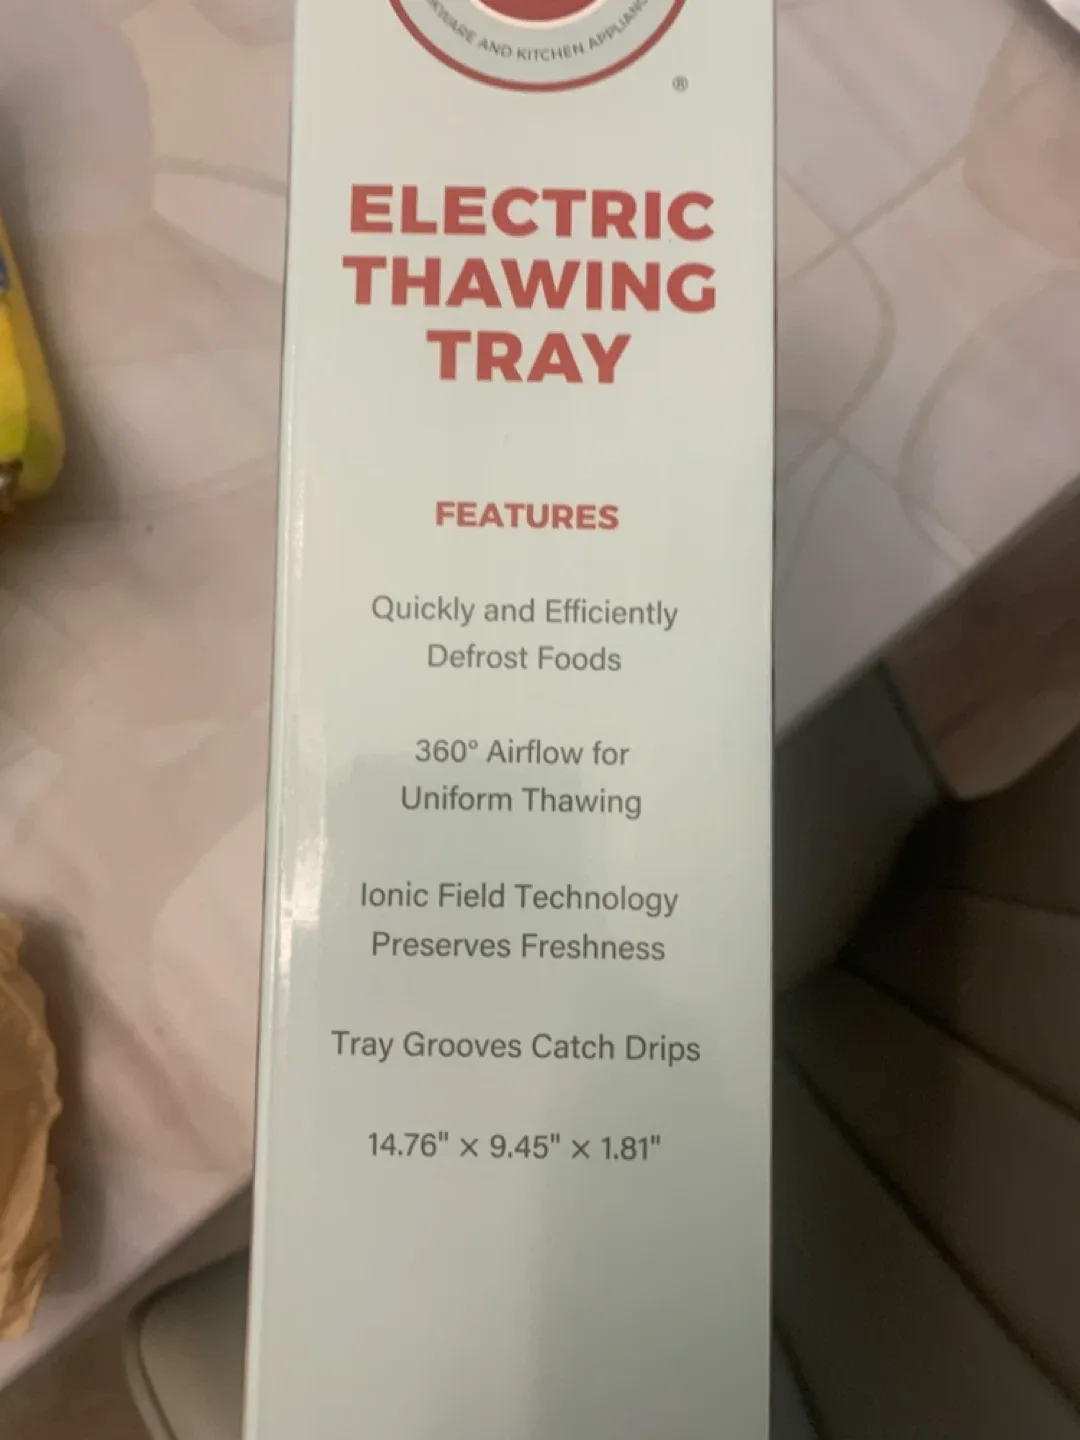 AND KITCHEN
®
ELECTRIC
THAWING
TRAY
FEATURES
Quickly and Efficiently
Defrost Foods
360° Airflow for
Uniform Thawing
Ionic Field Technology
Preserves Freshness
Tray Grooves Catch Drips
14.76" × 9.45" × 1.81"